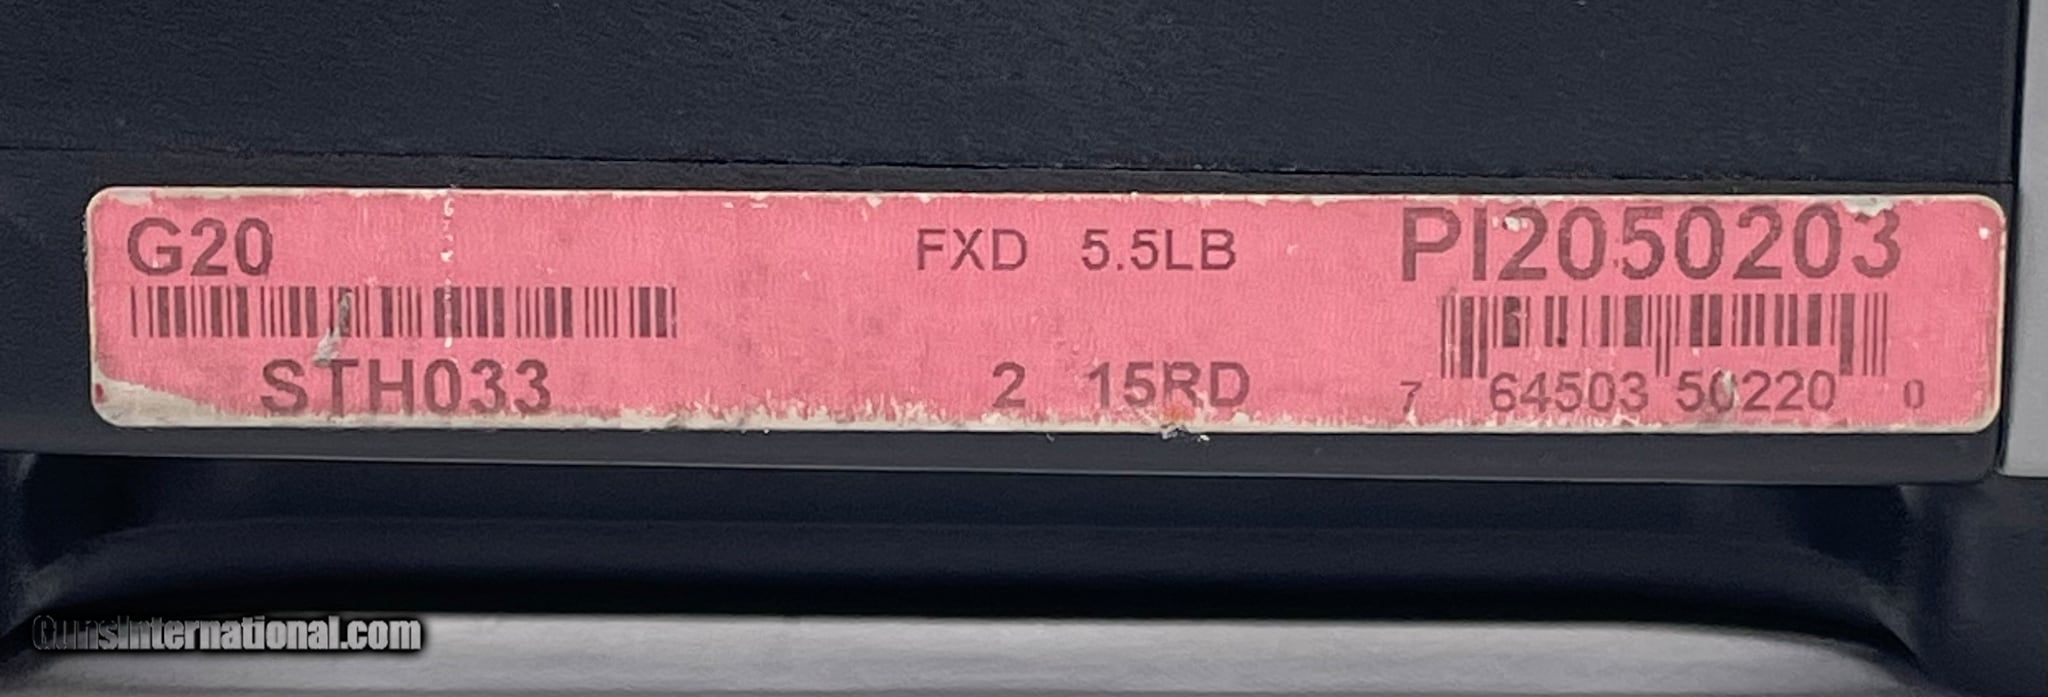 G20 FXD 5.5LB PI2050203
STH033 2 15RD 7 64503 50220 0
GunsInternational.com